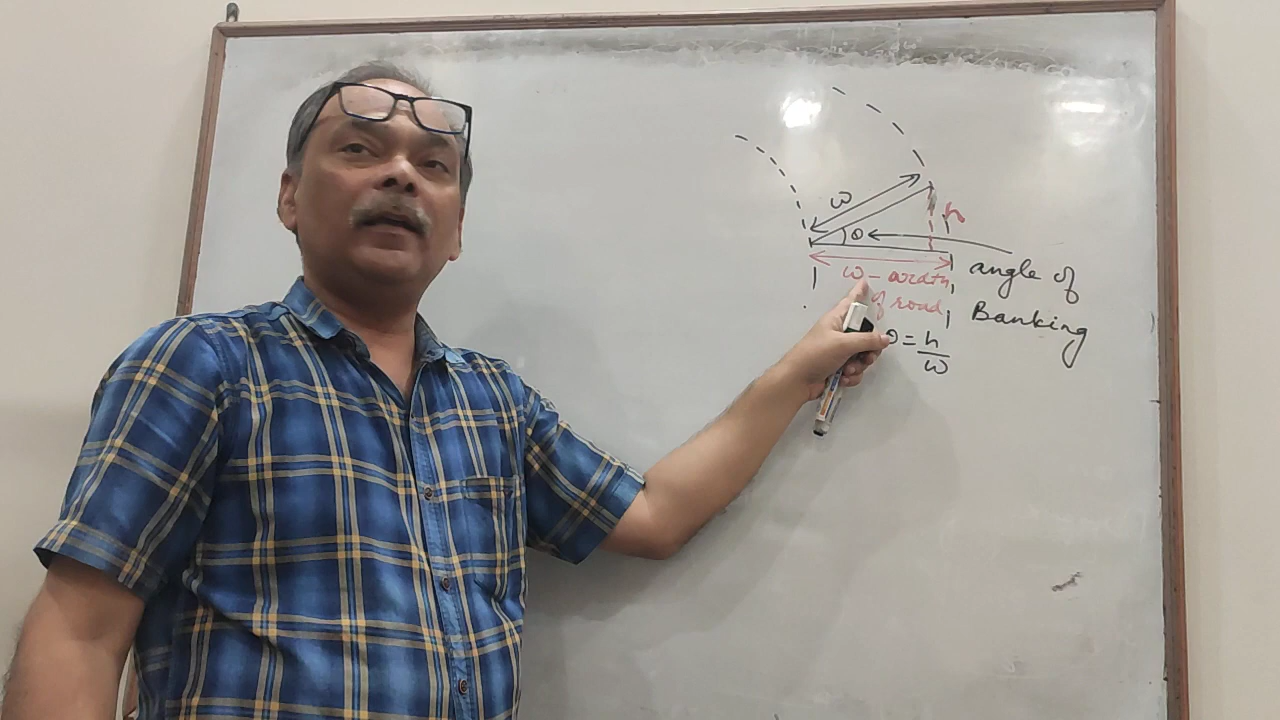 w
h
θ
w - width
of road
angle of
Banking
θ = h/w